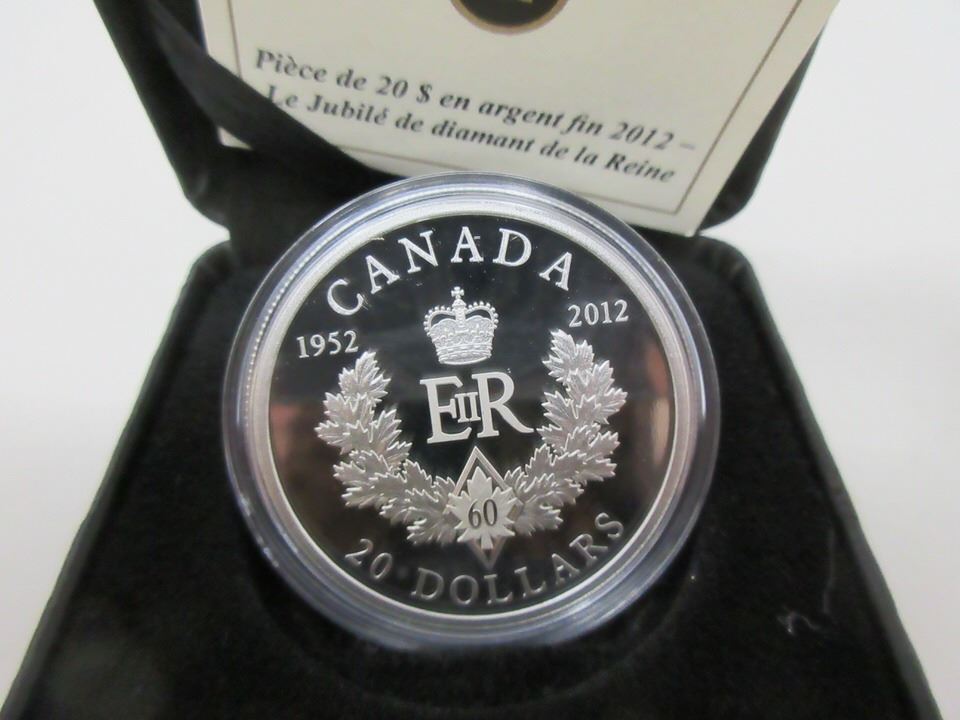 Pièce de 20 $ en argent fin 2012 –
Le Jubilé de diamant de la Reine
CANADA
1952 2012
EIIR
60
20 DOLLARS